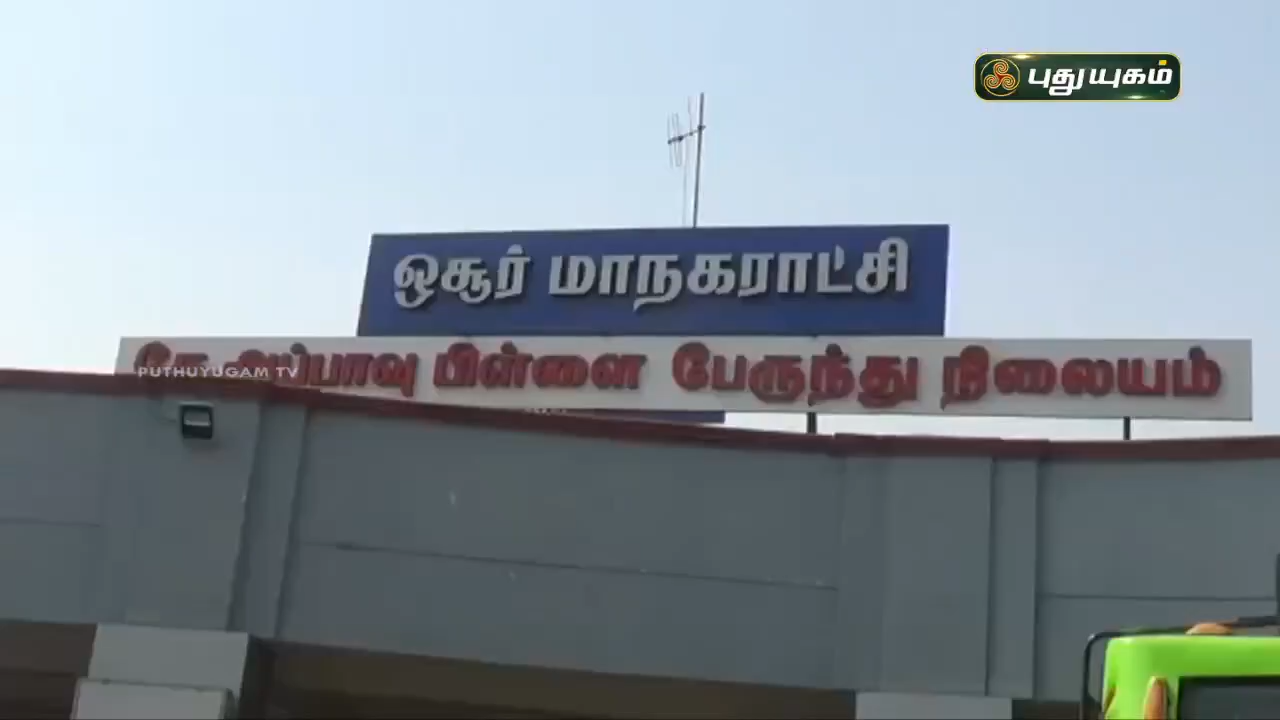 புதுயுகம்
ஒசூர் மாநகராட்சி
கே.அப்பாவு பிள்ளை பேருந்து நிலையம்
PUTHUYUGAM TV